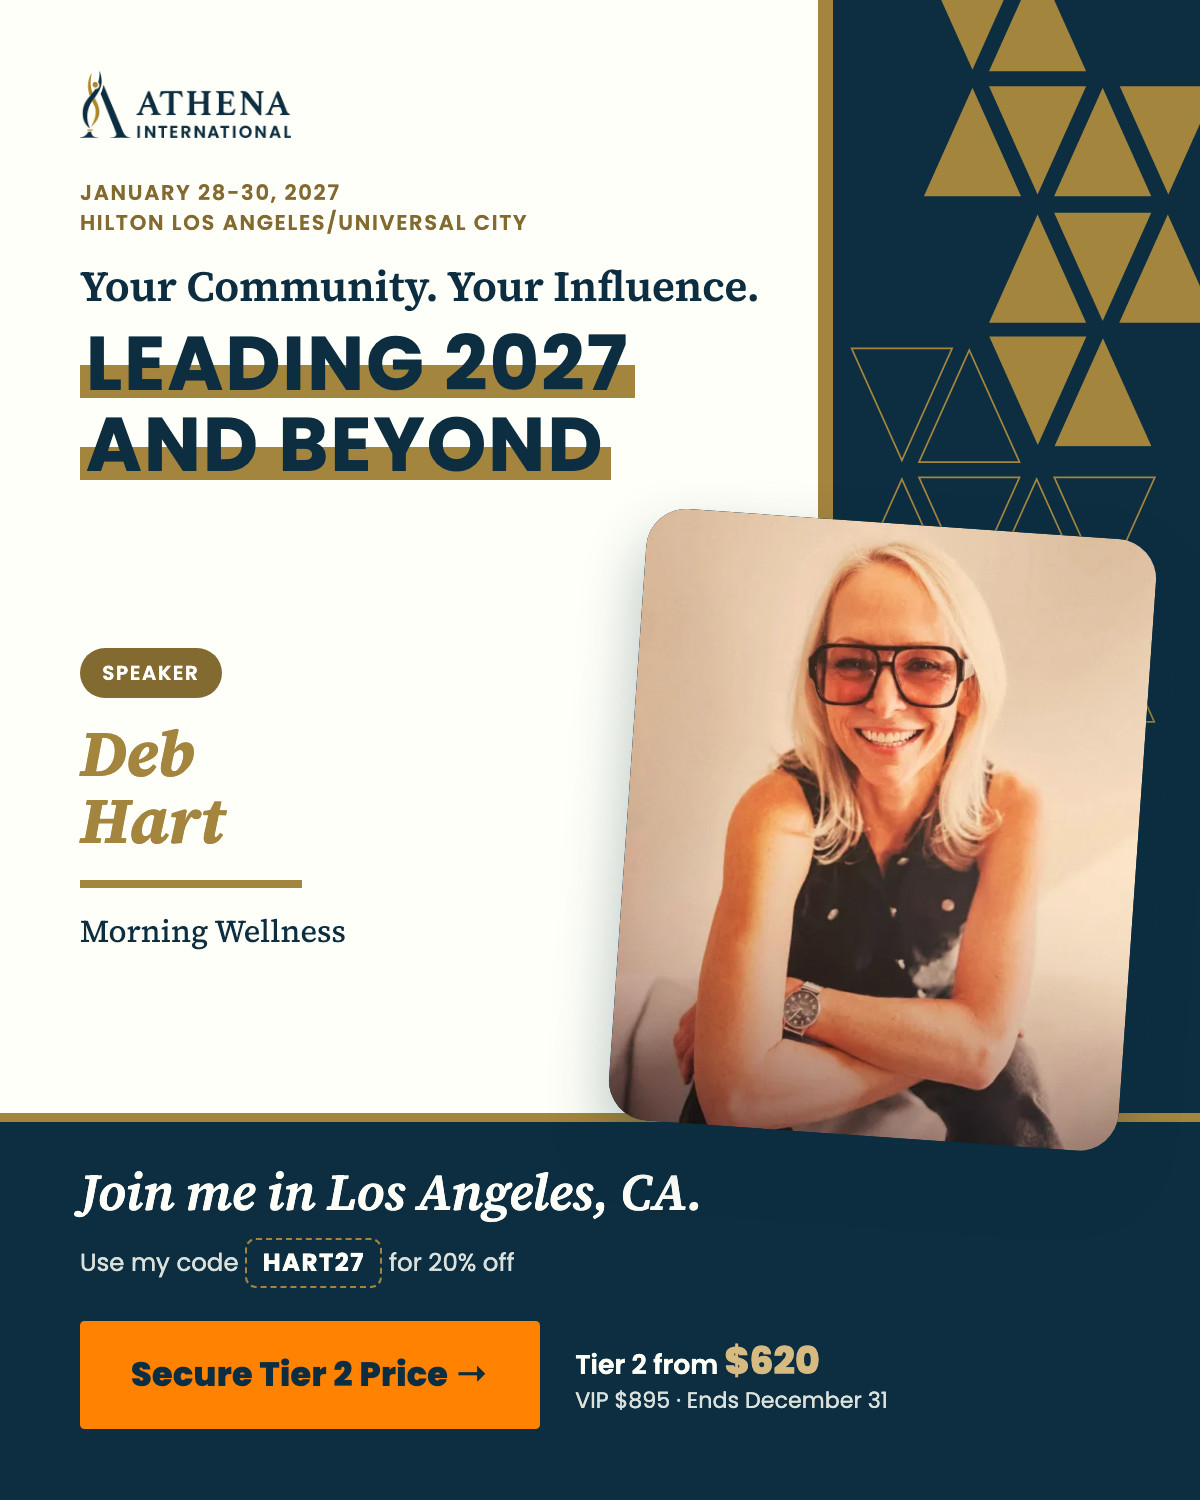 ATHENA
INTERNATIONAL
JANUARY 28-30, 2027
HILTON LOS ANGELES/UNIVERSAL CITY
Your Community. Your Influence.
LEADING 2027
AND BEYOND
SPEAKER
Deb
Hart
Morning Wellness
Join me in Los Angeles, CA.
Use my code HART27 for 20% off
Secure Tier 2 Price →
Tier 2 from $620
VIP $895 · Ends December 31